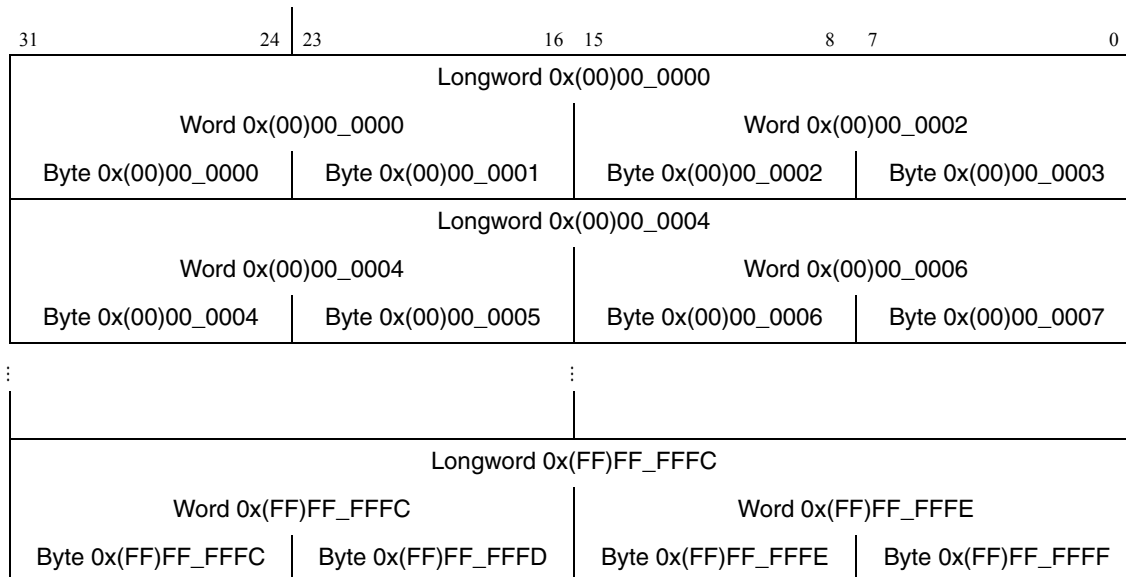 31 24 23 16 15 8 7 0
Longword 0x(00)00_0000
Word 0x(00)00_0000 Word 0x(00)00_0002
Byte 0x(00)00_0000 Byte 0x(00)00_0001 Byte 0x(00)00_0002 Byte 0x(00)00_0003
Longword 0x(00)00_0004
Word 0x(00)00_0004 Word 0x(00)00_0006
Byte 0x(00)00_0004 Byte 0x(00)00_0005 Byte 0x(00)00_0006 Byte 0x(00)00_0007
⋮ ⋮
Longword 0x(FF)FF_FFFC
Word 0x(FF)FF_FFFC Word 0x(FF)FF_FFFE
Byte 0x(FF)FF_FFFC Byte 0x(FF)FF_FFFD Byte 0x(FF)FF_FFFE Byte 0x(FF)FF_FFFF